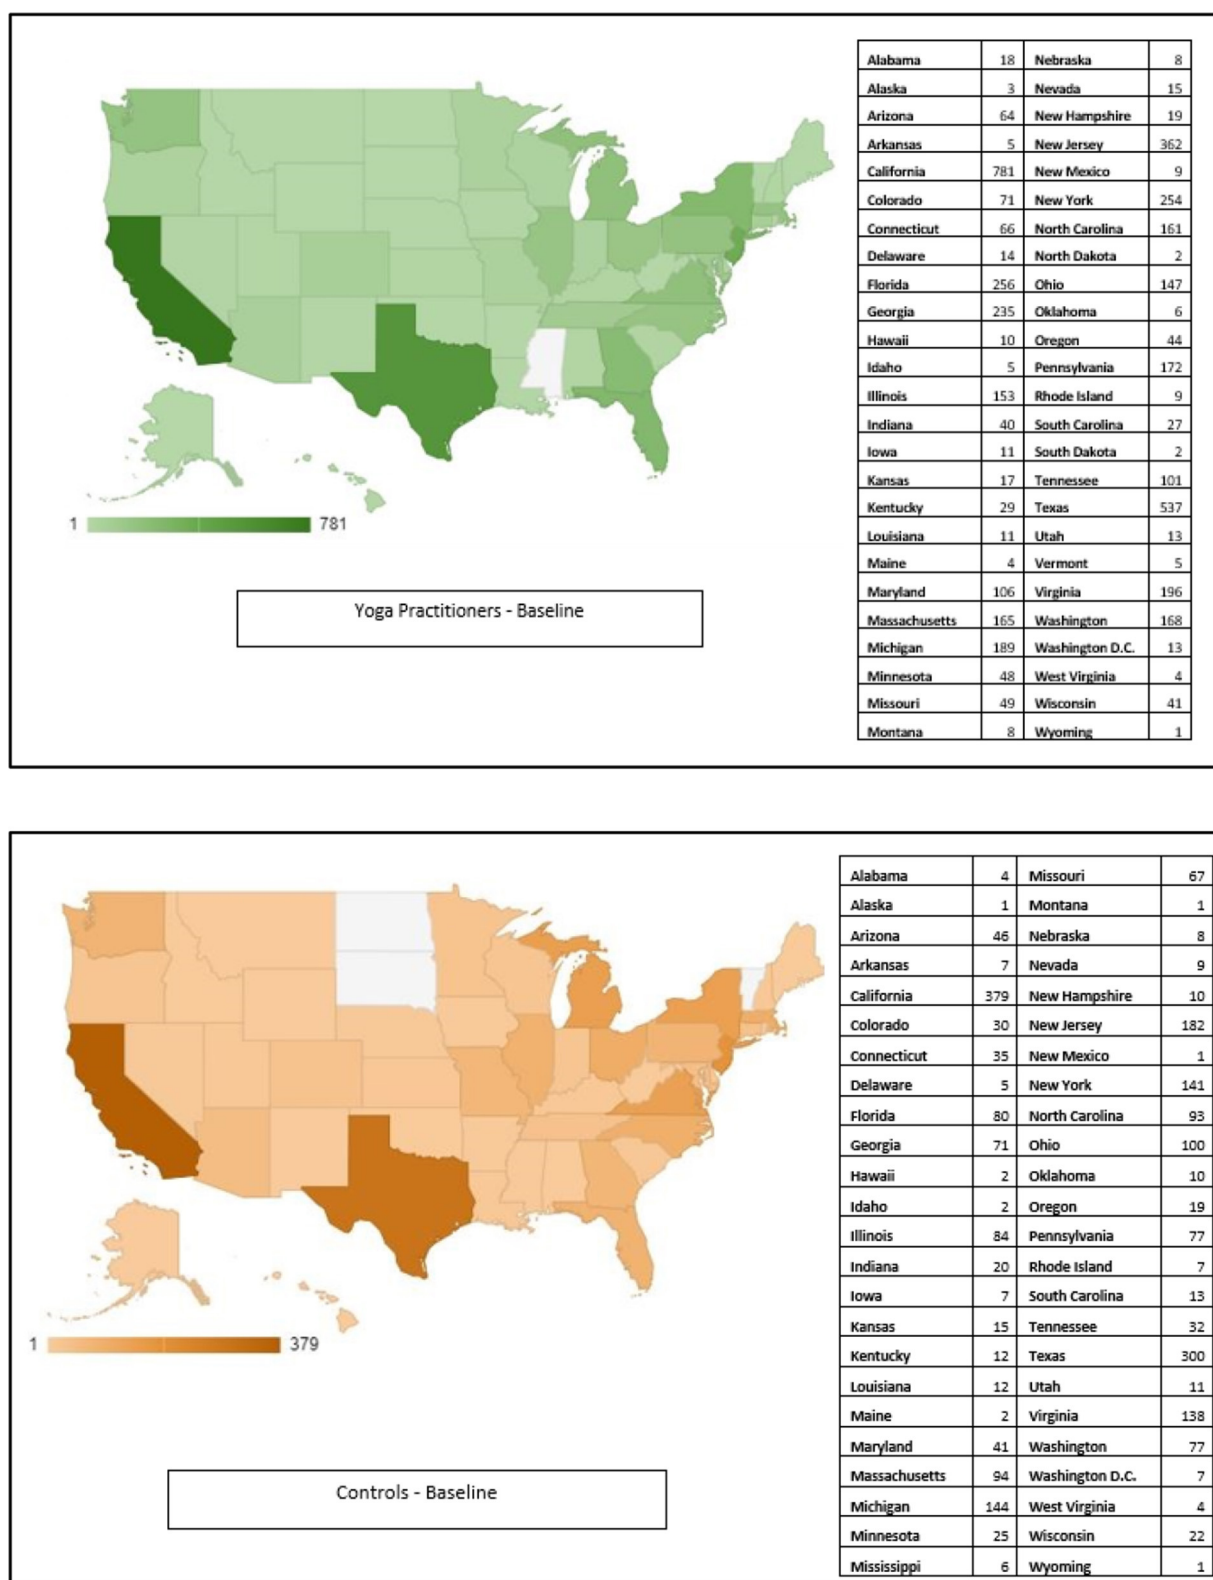 Alabama 18 Nebraska 8
Alaska 3 Nevada 15
Arizona 64 New Hampshire 19
Arkansas 5 New Jersey 362
California 781 New Mexico 9
Colorado 71 New York 254
Connecticut 66 North Carolina 161
Delaware 14 North Dakota 2
Florida 256 Ohio 147
Georgia 235 Oklahoma 6
Hawaii 10 Oregon 44
Idaho 5 Pennsylvania 172
Illinois 153 Rhode Island 9
Indiana 40 South Carolina 27
Iowa 11 South Dakota 2
Kansas 17 Tennessee 101
Kentucky 29 Texas 537
Louisiana 11 Utah 13
Maine 4 Vermont 5
Maryland 106 Virginia 196
Massachusetts 165 Washington 168
Michigan 189 Washington D.C. 13
Minnesota 48 West Virginia 4
Missouri 49 Wisconsin 41
Montana 8 Wyoming 1
1 781
Yoga Practitioners - Baseline
Alabama 4 Missouri 67
Alaska 1 Montana 1
Arizona 46 Nebraska 8
Arkansas 7 Nevada 9
California 379 New Hampshire 10
Colorado 30 New Jersey 182
Connecticut 35 New Mexico 1
Delaware 5 New York 141
Florida 80 North Carolina 93
Georgia 71 Ohio 100
Hawaii 2 Oklahoma 10
Idaho 2 Oregon 19
Illinois 84 Pennsylvania 77
Indiana 20 Rhode Island 7
Iowa 7 South Carolina 13
Kansas 15 Tennessee 32
Kentucky 12 Texas 300
Louisiana 12 Utah 11
Maine 2 Virginia 138
Maryland 41 Washington 77
Massachusetts 94 Washington D.C. 7
Michigan 144 West Virginia 4
Minnesota 25 Wisconsin 22
Mississippi 6 Wyoming 1
1 379
Controls - Baseline